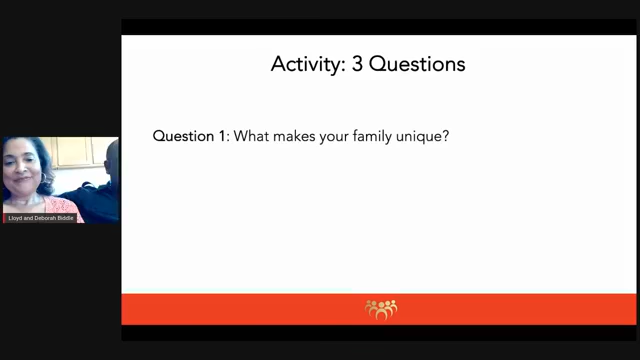 Activity: 3 Questions
Question 1: What makes your family unique?
Lloyd and Deborah Biddle